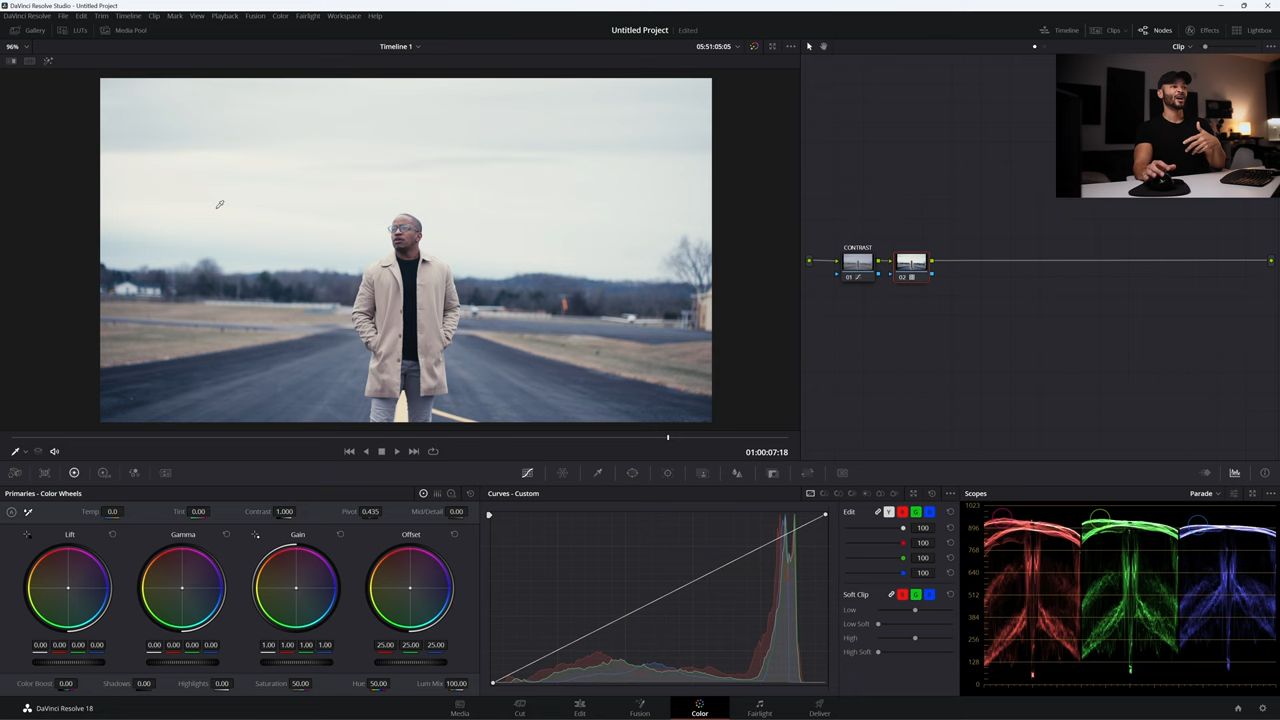 DaVinci Resolve Studio - Untitled Project
DaVinci Resolve File Edit Trim Timeline Clip Mark View Playback Fusion Color Fairlight Workspace Help
Gallery LUTs Media Pool Untitled Project Edited Timeline Clips Nodes Effects Lightbox
96% Timeline 1 05:51:05:05 Clip
CONTRAST
01 02
01:00:07:18
Primaries - Color Wheels Curves - Custom Scopes Parade
Temp 0.0 Tint 0.00 Contrast 1.000 Pivot 0.435 Mid/Detail 0.00
Edit Y R G B
Lift Gamma Gain Offset
100
100
100
100
Soft Clip R G B
Low
Low Soft
High
High Soft
1023
896
768
640
512
384
256
128
0
0.00 0.00 0.00 0.00 0.00 0.00 0.00 0.00 1.00 1.00 1.00 1.00 25.00 25.00 25.00
Color Boost 0.00 Shadows 0.00 Highlights 0.00 Saturation 50.00 Hue 50.00 Lum Mix 100.00
DaVinci Resolve 18 Media Cut Edit Fusion Color Fairlight Deliver